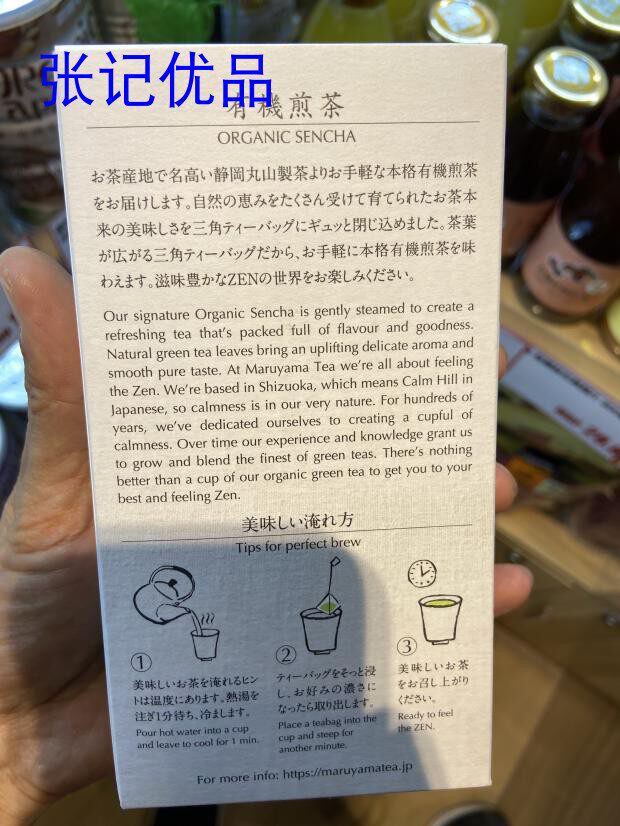 张记优品
有機煎茶
ORGANIC SENCHA
お茶産地で名高い静岡丸山製茶よりお手軽な本格有機煎茶
をお届けします。自然の恵みをたくさん受けて育てられたお茶本
来の美味しさを三角ティーバッグにギュッと閉じ込めました。茶葉
が広がる三角ティーバッグだから、お手軽に本格有機煎茶を味
わえます。滋味豊かなZENの世界をお楽しみください。
Our signature Organic Sencha is gently steamed to create a
refreshing tea that's packed full of flavour and goodness.
Natural green tea leaves bring an uplifting delicate aroma and
smooth pure taste. At Maruyama Tea we're all about feeling
the Zen. We're based in Shizuoka, which means Calm Hill in
Japanese, so calmness is in our very nature. For hundreds of
years, we've dedicated ourselves to creating a cupful of
calmness. Over time our experience and knowledge grant us
to grow and blend the finest of green teas. There's nothing
better than a cup of our organic green tea to get you to your
best and feeling Zen.
美味しい淹れ方
Tips for perfect brew
①
美味しいお茶を淹れるヒン
トは温度にあります。熱湯を
注ぎ1分待ち、冷まします。
Pour hot water into a cup
and leave to cool for 1 min.
②
ティーバッグをそっと浸
し、お好みの濃さに
なったら取り出します。
Place a teabag into the
cup and steep for
another minute.
③
美味しいお茶
をお召し上がり
ください。
Ready to feel
the ZEN.
For more info: https://maruyamatea.jp